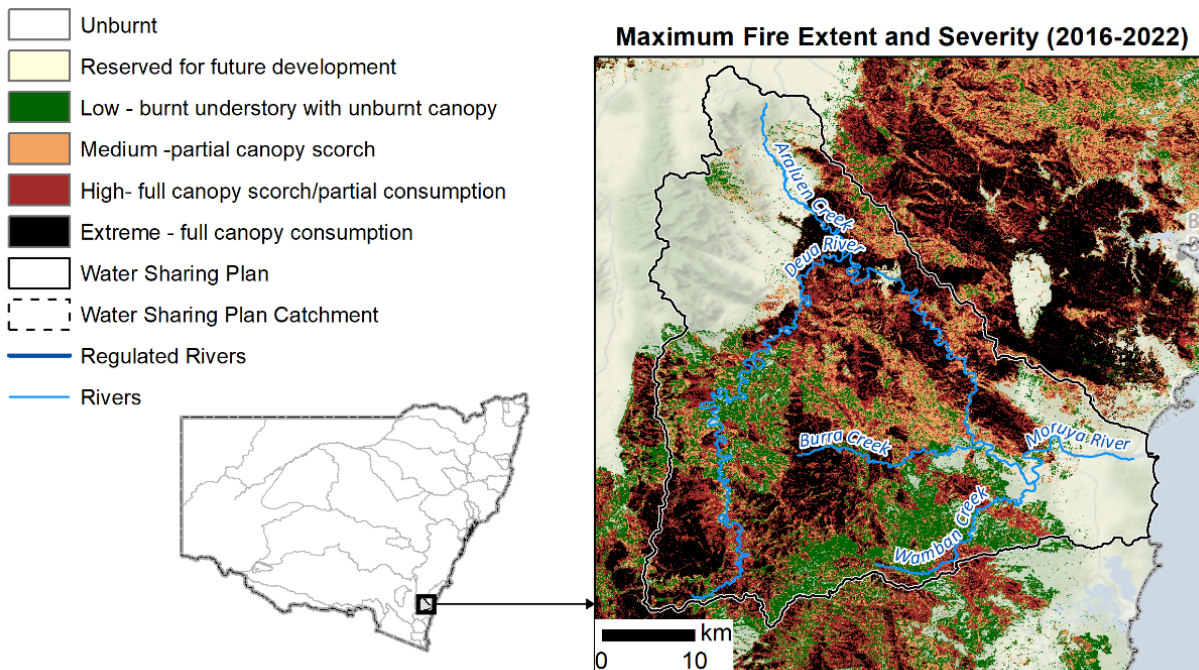 Unburnt
Reserved for future development
Low - burnt understory with unburnt canopy
Medium -partial canopy scorch
High- full canopy scorch/partial consumption
Extreme - full canopy consumption
Water Sharing Plan
Water Sharing Plan Catchment
Regulated Rivers
Rivers
Maximum Fire Extent and Severity (2016-2022)
Araluen Creek
Deua River
Burra Creek
Moruya River
Wamban Creek
km
0 10